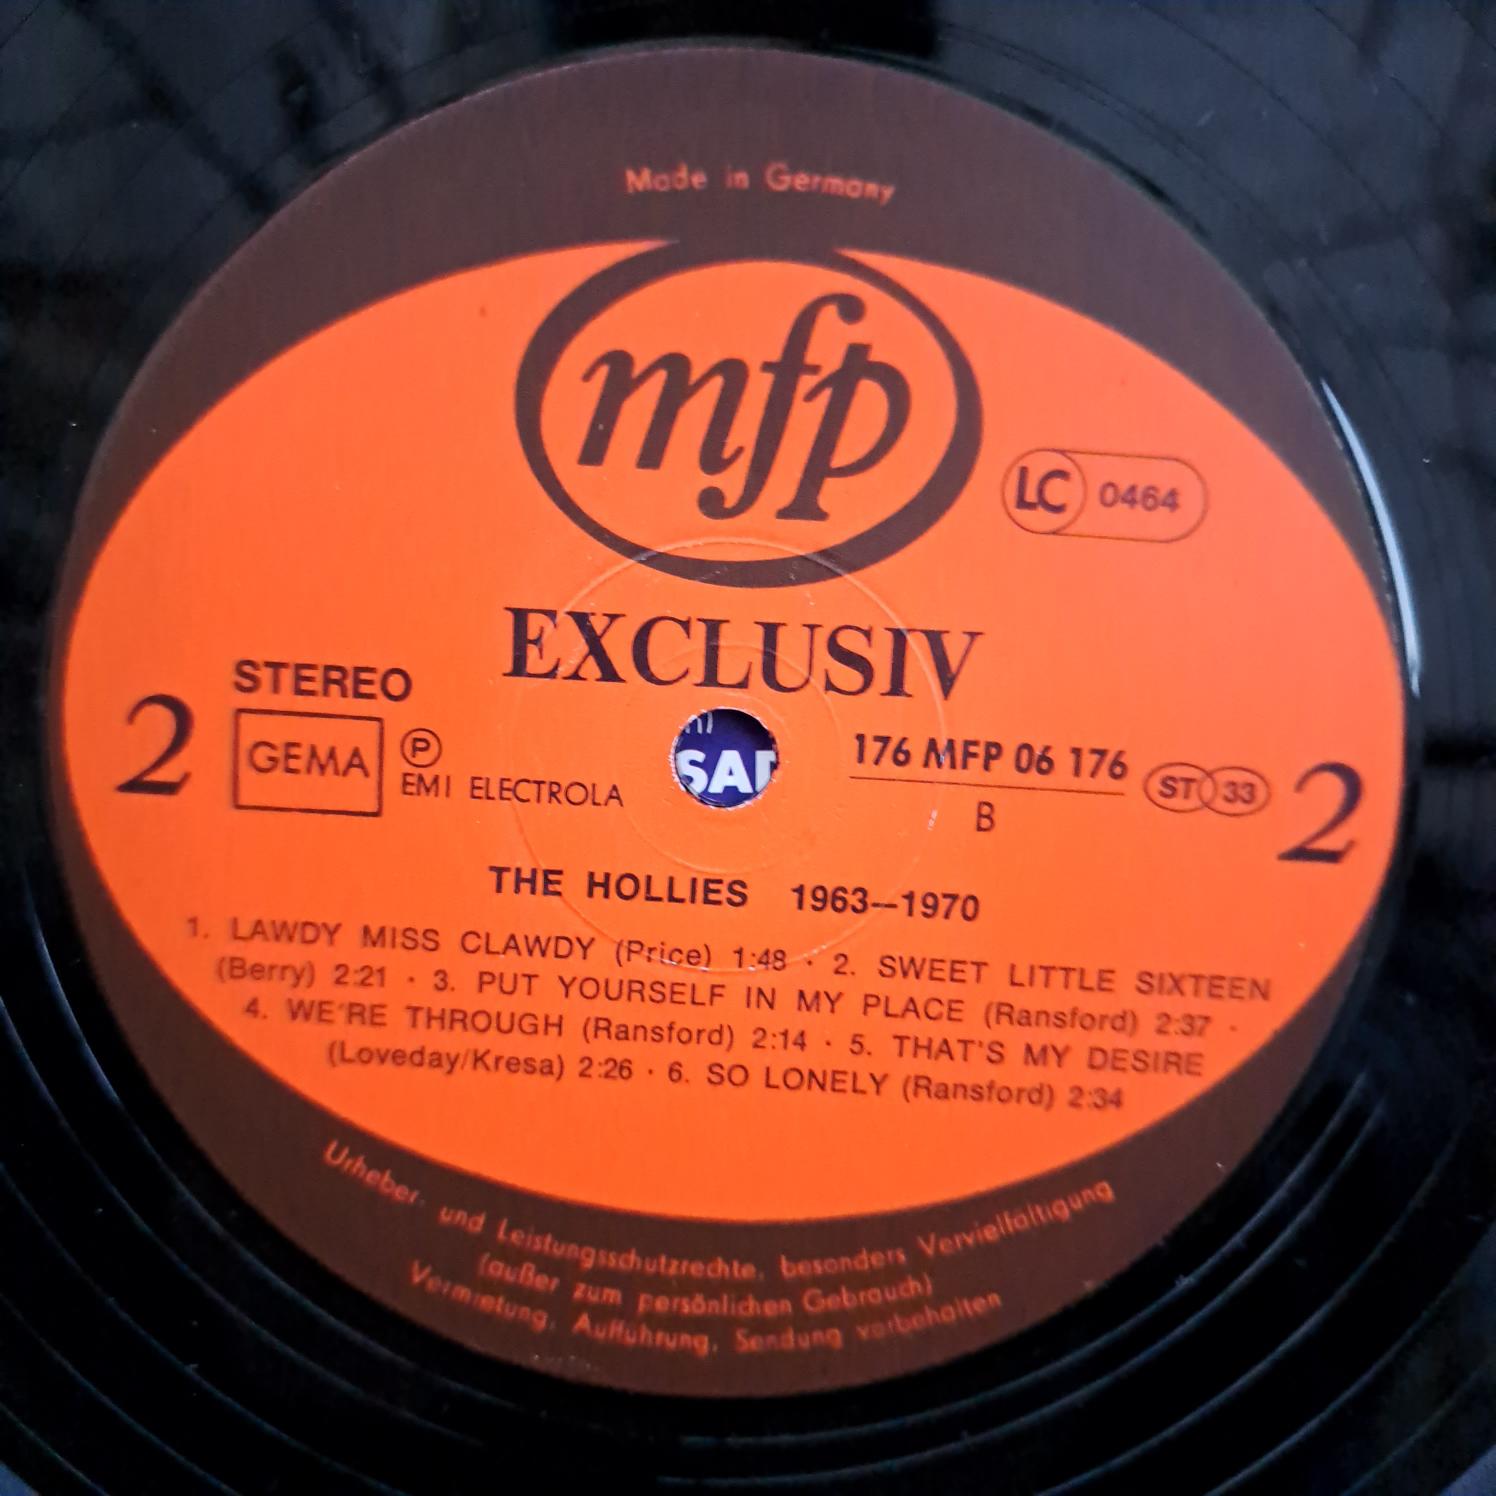 Made in Germany
mfp
LC 0464
EXCLUSIV
STEREO
2
GEMA
P
EMI ELECTROLA
SAT
176 MFP 06 176
B
ST 33
2
THE HOLLIES 1963–1970
1. LAWDY MISS CLAWDY (Price) 1:48 · 2. SWEET LITTLE SIXTEEN
(Berry) 2:21 · 3. PUT YOURSELF IN MY PLACE (Ransford) 2:37 ·
4. WE'RE THROUGH (Ransford) 2:14 · 5. THAT'S MY DESIRE
(Loveday/Kresa) 2:26 · 6. SO LONELY (Ransford) 2:34
Urheber- und Leistungsschutzrechte, besonders Vervielfältigung
(außer zum persönlichen Gebrauch)
Vermietung, Aufführung, Sendung vorbehalten